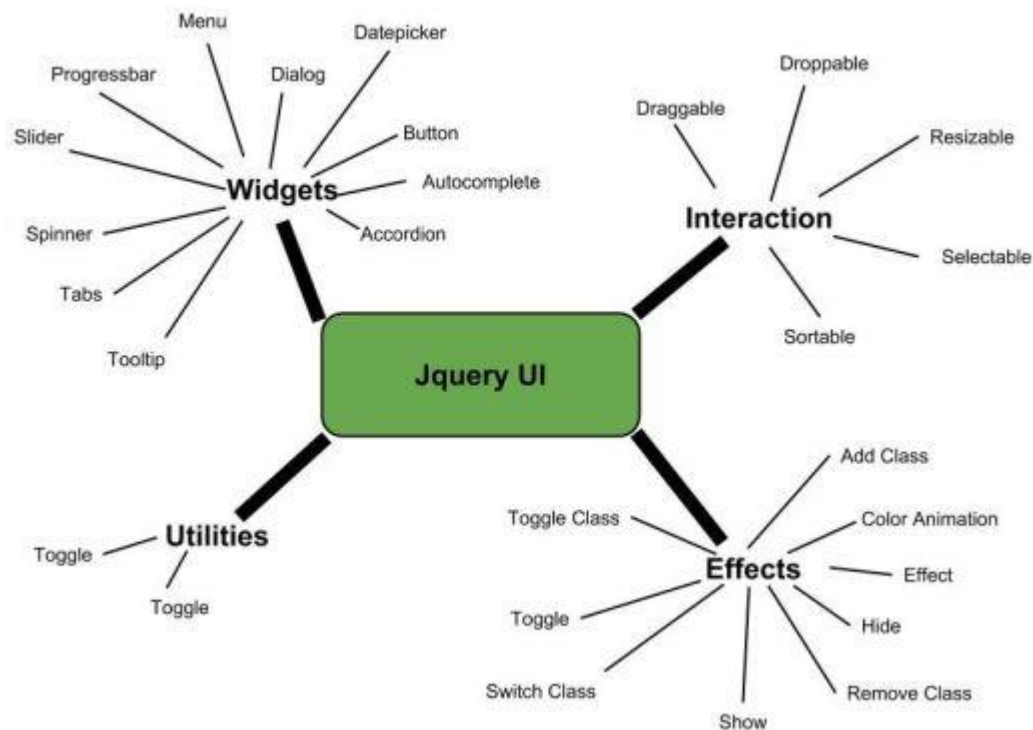 Menu
Datepicker
Progressbar
Dialog
Slider
Button
Widgets
Autocomplete
Spinner
Accordion
Tabs
Tooltip
Droppable
Draggable
Resizable
Interaction
Selectable
Sortable
Jquery UI
Utilities
Toggle
Toggle
Add Class
Toggle Class
Color Animation
Effects
Effect
Toggle
Hide
Switch Class
Remove Class
Show